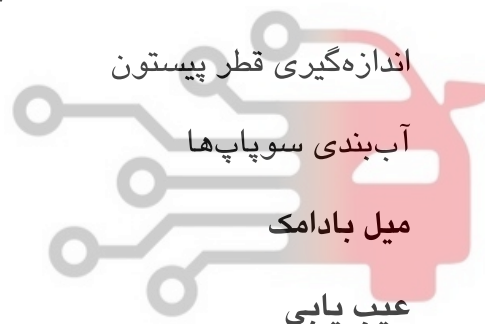 اندازه‌گیری قطر پیستون
آب‌بندی سوپاپ‌ها
میل بادامک
عیب یابی